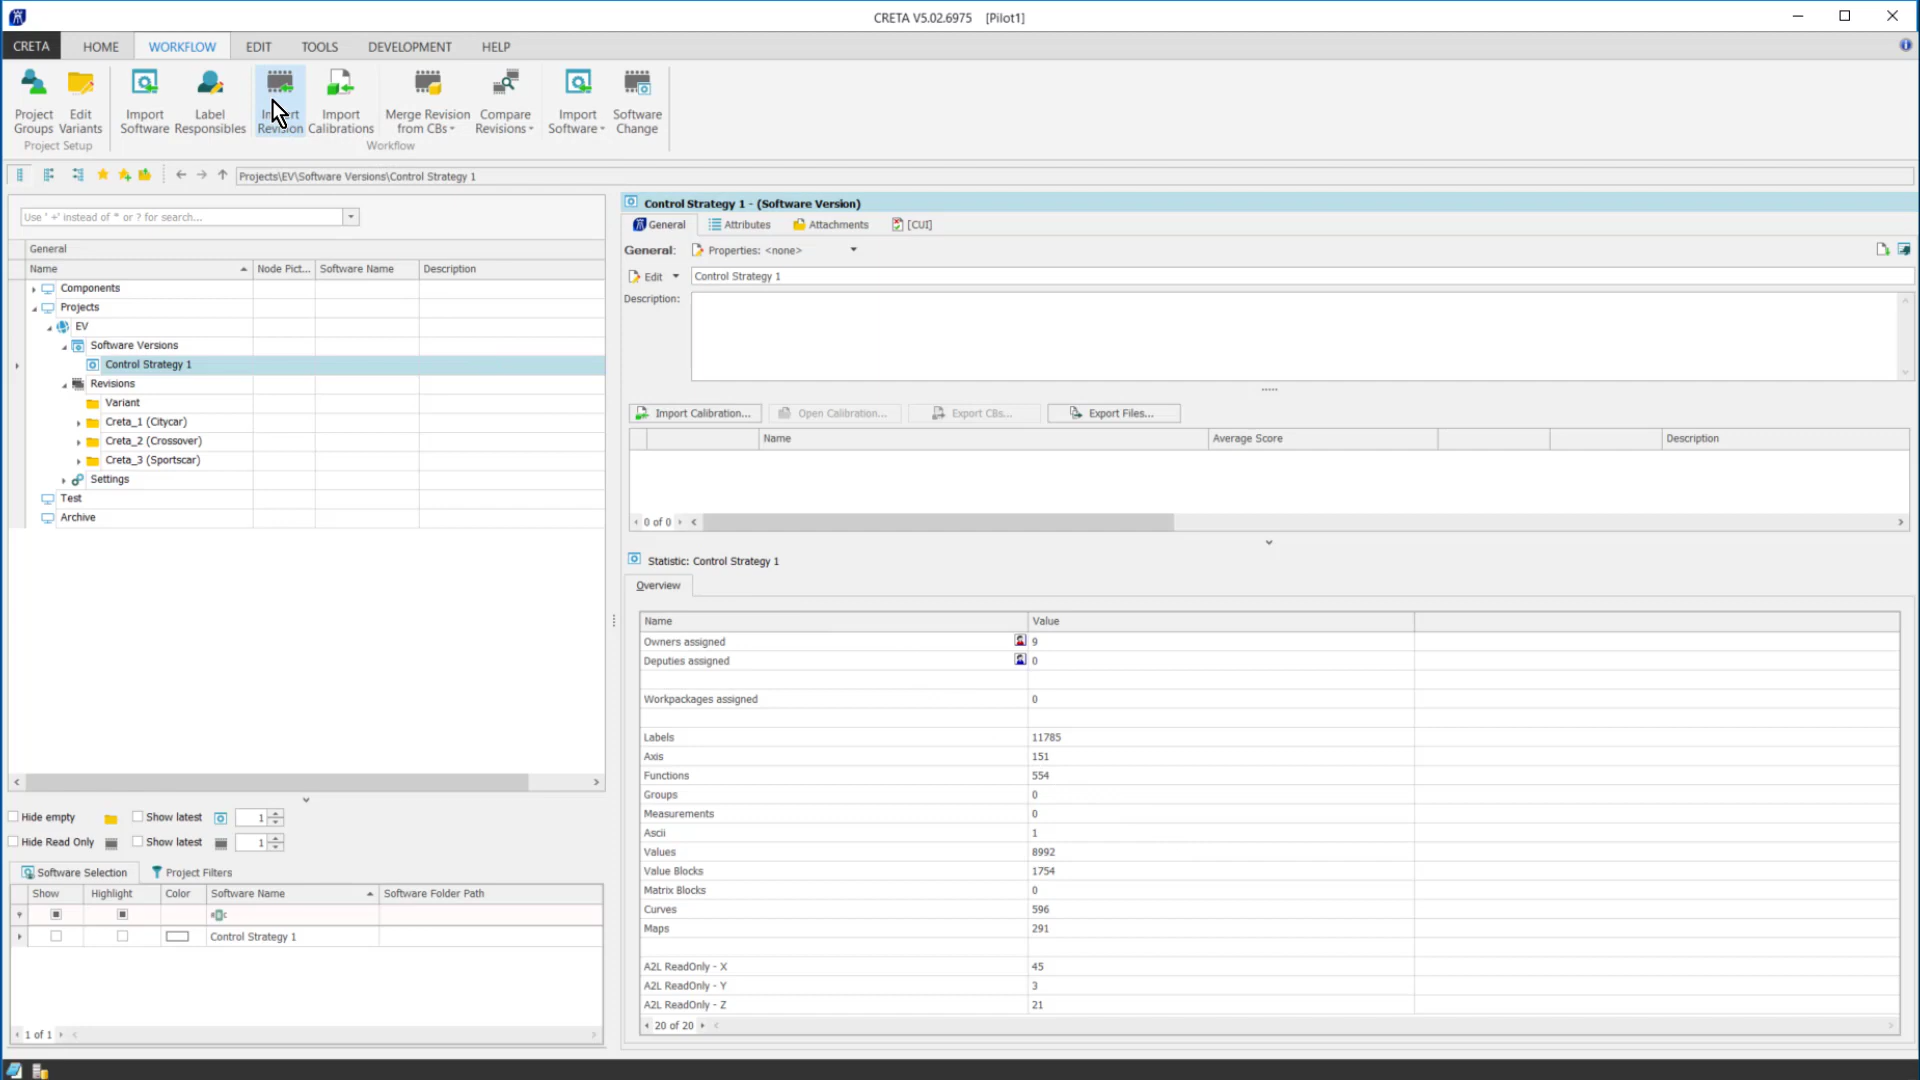 CRETA V5.02.6975 [Pilot1]
CRETA HOME WORKFLOW EDIT TOOLS DEVELOPMENT HELP
Project Groups
Edit Variants
Import Software
Label Responsibles
Revision
Import Calibrations
Merge Revision from CBs
Compare Revisions
Import Software
Software Change
Project Setup
Workflow
Projects\EV\Software Versions\Control Strategy 1
Use ' +' instead of * or ? for search...
General
Name Node Pict... Software Name Description
Components
Projects
EV
Software Versions
Control Strategy 1
Revisions
Variant
Creta_1 (Citycar)
Creta_2 (Crossover)
Creta_3 (Sportscar)
Settings
Test
Archive
Hide empty Show latest 1
Hide Read Only Show latest 1
Software Selection Project Filters
Show Highlight Color Software Name Software Folder Path
Control Strategy 1
1 of 1
Control Strategy 1 - (Software Version)
General Attributes Attachments [CUI]
General: Properties: <none>
Edit Control Strategy 1
Description:
Import Calibration... Open Calibration... Export CBs... Export Files...
Name Average Score Description
0 of 0
Statistic: Control Strategy 1
Overview
Name Value
Owners assigned 9
Deputies assigned 0
Workpackages assigned 0
Labels 11785
Axis 151
Functions 554
Groups 0
Measurements 0
Ascii 1
Values 8992
Value Blocks 1754
Matrix Blocks 0
Curves 596
Maps 291
A2L ReadOnly - X 45
A2L ReadOnly - Y 3
A2L ReadOnly - Z 21
20 of 20